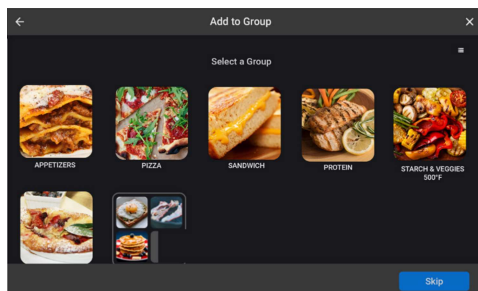 Add to Group
Select a Group
APPETIZERS
PIZZA
SANDWICH
PROTEIN
STARCH & VEGGIES
500°F
Skip